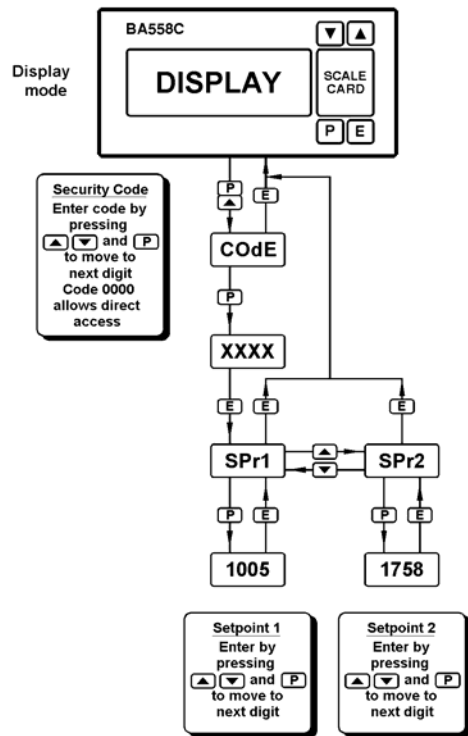 BA558C
Display
mode
DISPLAY
SCALE
CARD
P E
Security Code
Enter code by
pressing
▲ ▼ and P
to move to
next digit
Code 0000
allows direct
access
P
▲
E
COdE
P
XXXX
E
E
E
SPr1
▲
▼
SPr2
P
E
P
E
1005
1758
Setpoint 1
Enter by
pressing
▲ ▼ and P
to move to
next digit
Setpoint 2
Enter by
pressing
▲ ▼ and P
to move to
next digit